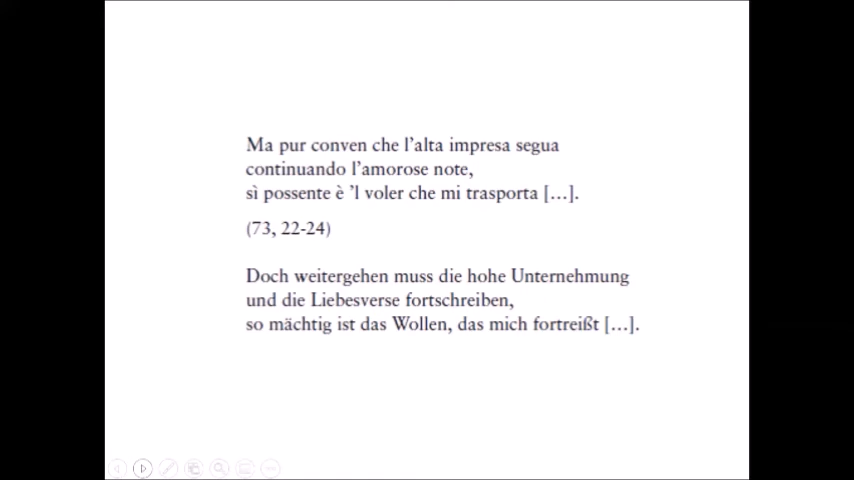 Ma pur conven che l'alta impresa segua
continuando l'amorose note,
sì possente è 'l voler che mi trasporta […].
(73, 22-24)
Doch weitergehen muss die hohe Unternehmung
und die Liebesverse fortschreiben,
so mächtig ist das Wollen, das mich fortreißt […].